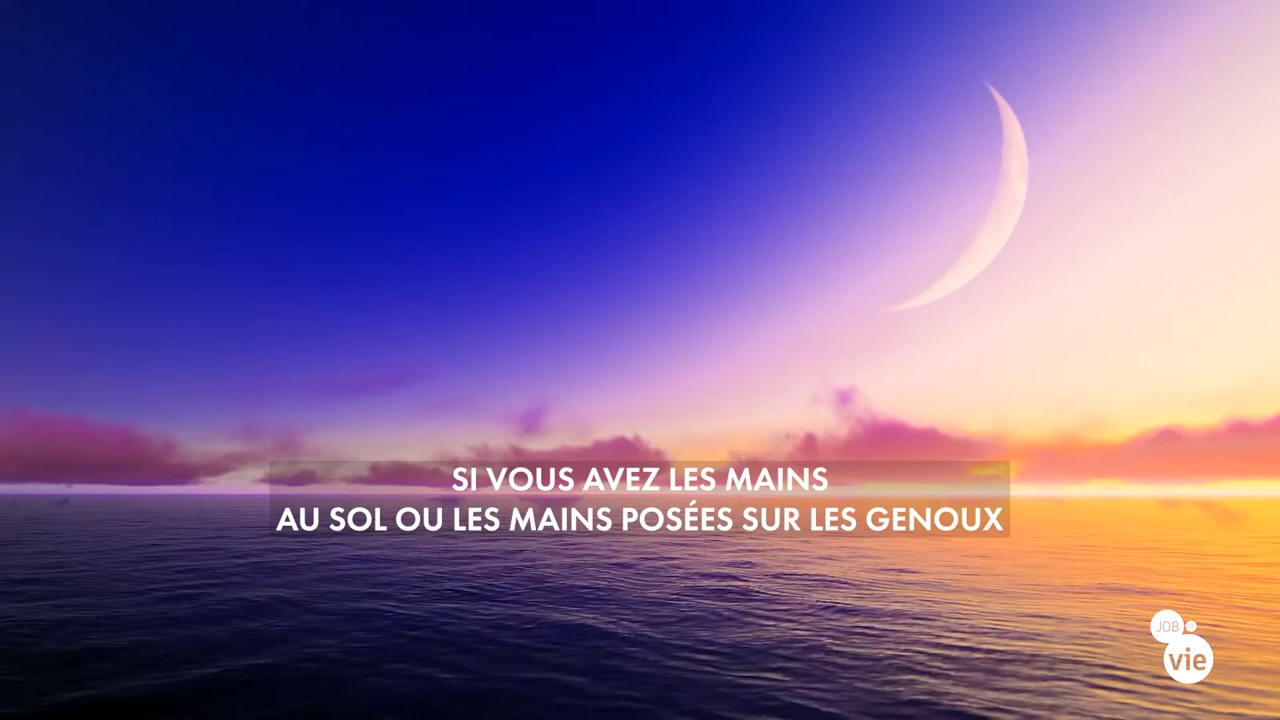 SI VOUS AVEZ LES MAINS
AU SOL OU LES MAINS POSÉES SUR LES GENOUX
JOB
vie